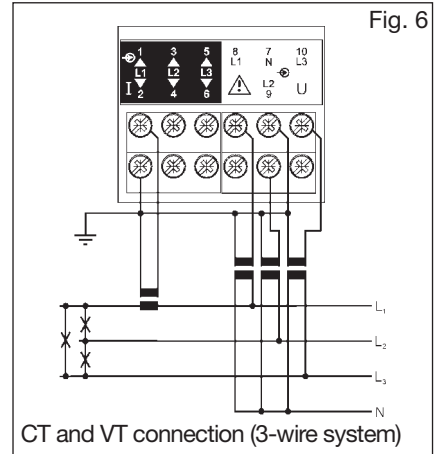 Fig. 6
1 3 5 8 7 10
L1 N L3
L1 L2 L3
I 2 4 6 L2 U
9
L₁
L₂
L₃
N
CT and VT connection (3-wire system)